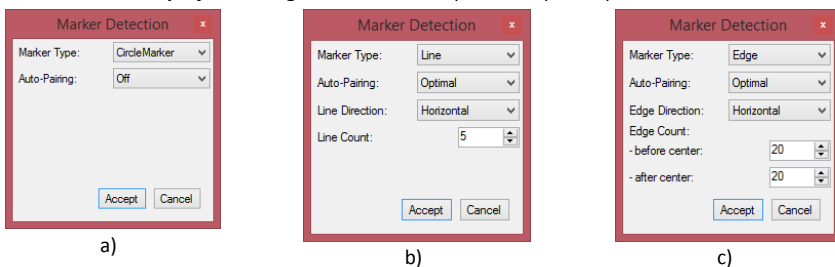 Marker Detection x
Marker Type: CircleMarker
Auto-Pairing: Off
Accept Cancel
a)
Marker Detection x
Marker Type: Line
Auto-Pairing: Optimal
Line Direction: Horizontal
Line Count: 5
Accept Cancel
b)
Marker Detection x
Marker Type: Edge
Auto-Pairing: Optimal
Edge Direction: Horizontal
Edge Count:
- before center: 20
- after center: 20
Accept Cancel
c)